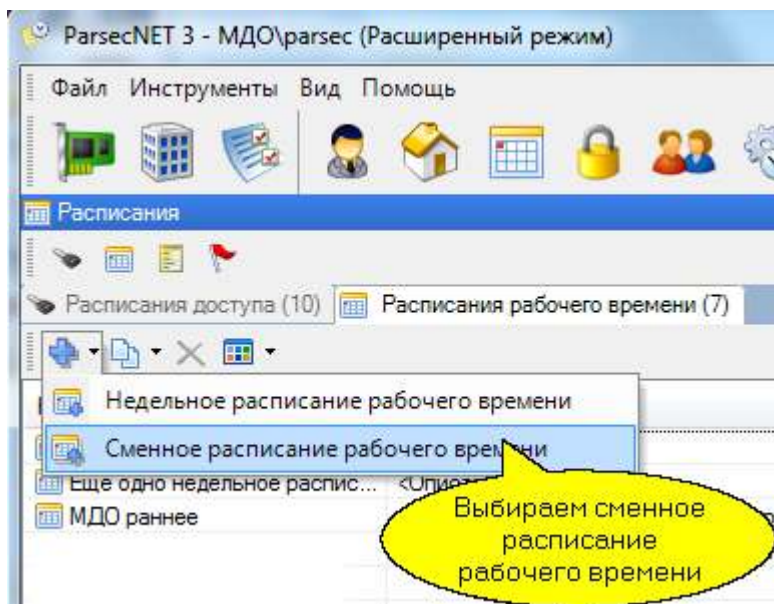 ParsecNET 3 - МДО\parsec (Расширенный режим)
Файл Инструменты Вид Помощь
Расписания
Расписания доступа (10) Расписания рабочего времени (7)
Недельное расписание рабочего времени
Сменное расписание рабочего времени
Еще одно недельное распис...
МДО раннее
Выбираем сменное
расписание
рабочего времени